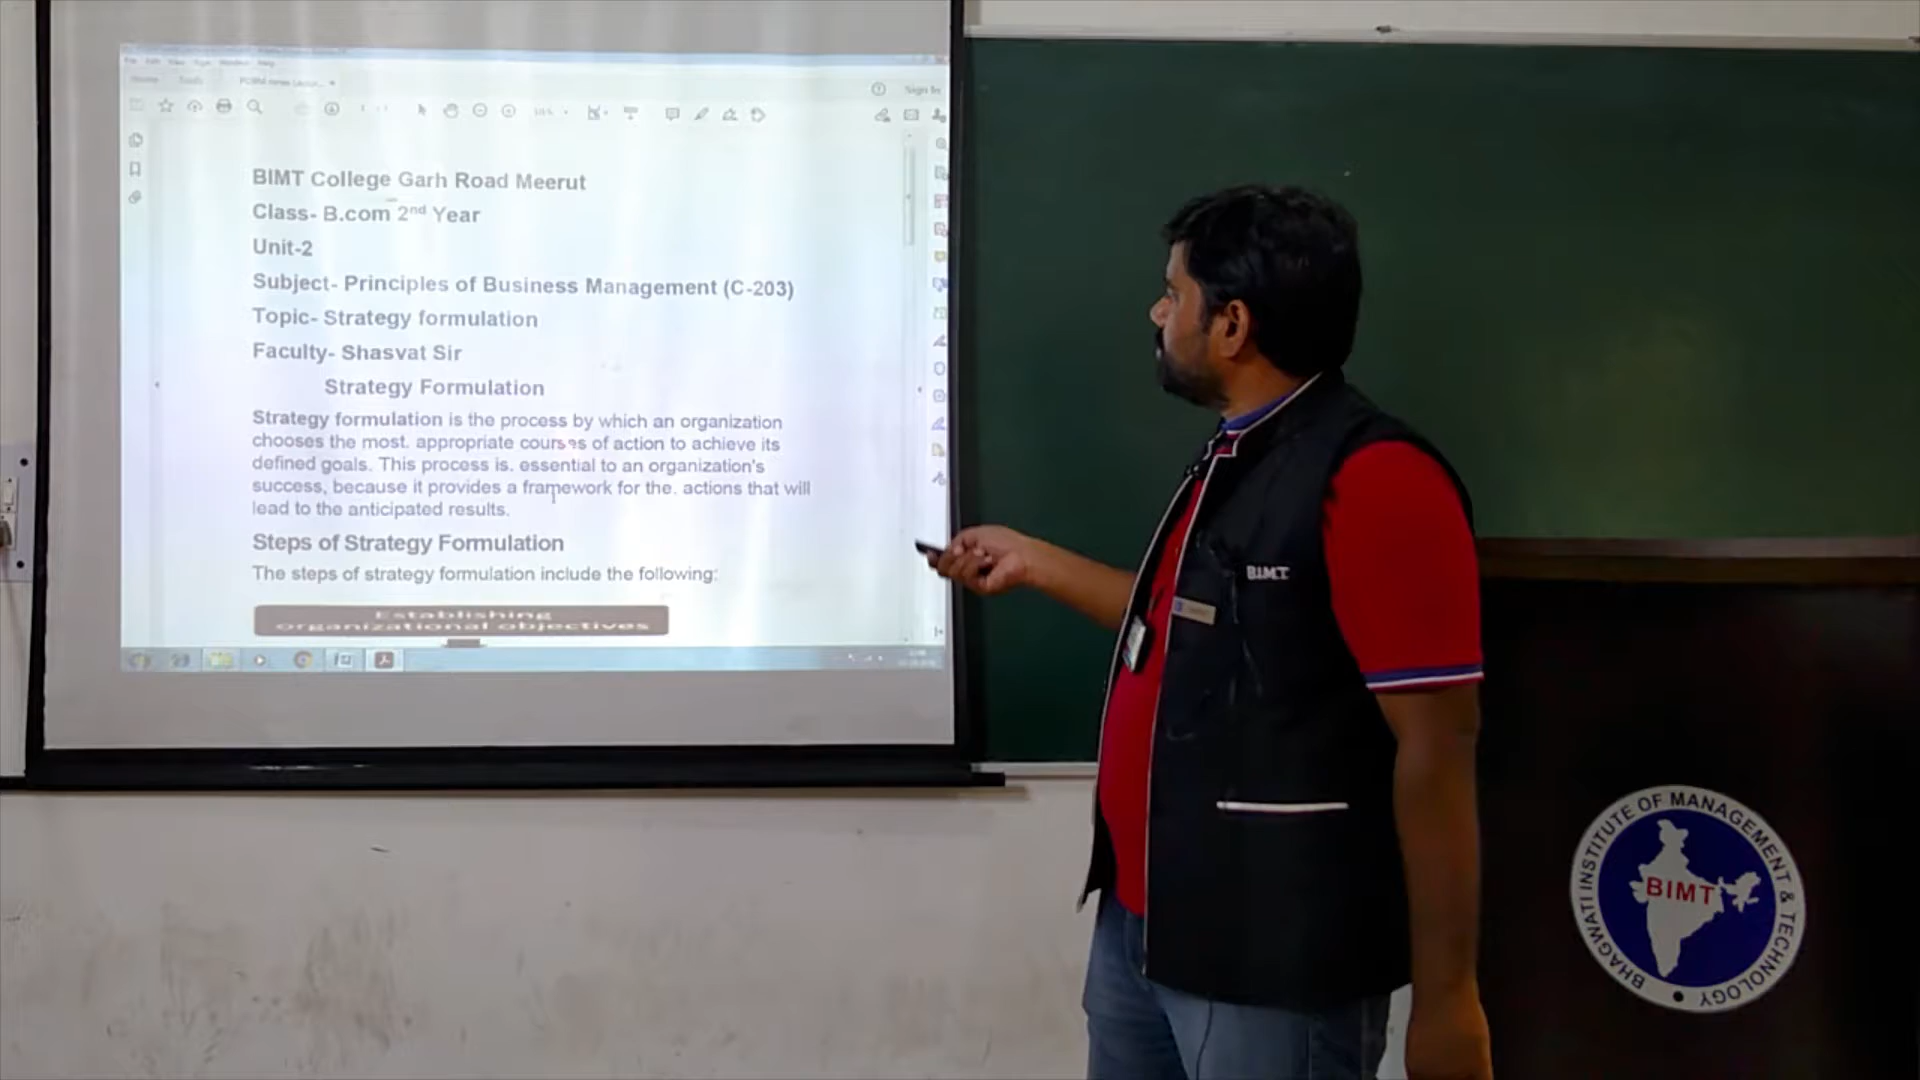 Sign In
BIMT College Garh Road Meerut
Class- B.com 2nd Year
Unit-2
Subject- Principles of Business Management (C-203)
Topic- Strategy formulation
Faculty- Shasvat Sir
Strategy Formulation
Strategy formulation is the process by which an organization
chooses the most. appropriate courses of action to achieve its
defined goals. This process is. essential to an organization's
success, because it provides a framework for the. actions that will
lead to the anticipated results.
Steps of Strategy Formulation
The steps of strategy formulation include the following:
Establishing
organizational objectives
B.I.M.T.
BHAGWATI INSTITUTE OF MANAGEMENT & TECHNOLOGY
BIMT